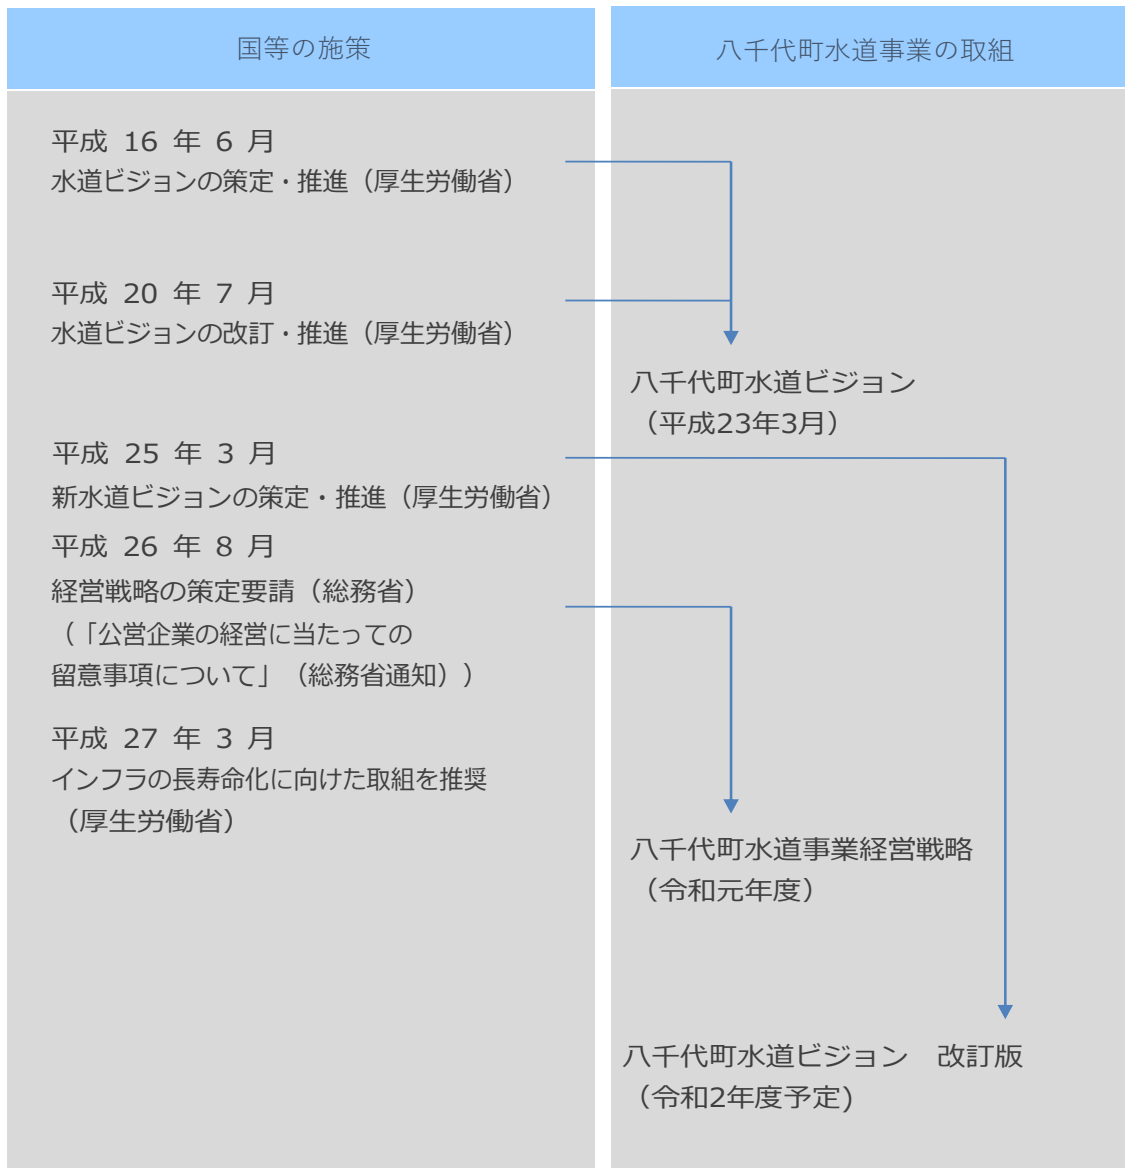 国等の施策
平成 16 年 6 月
水道ビジョンの策定・推進（厚生労働省）
平成 20 年 7 月
水道ビジョンの改訂・推進（厚生労働省）
平成 25 年 3 月
新水道ビジョンの策定・推進（厚生労働省）
平成 26 年 8 月
経営戦略の策定要請（総務省）
（「公営企業の経営に当たっての
留意事項について」（総務省通知））
平成 27 年 3 月
インフラの長寿命化に向けた取組を推奨
（厚生労働省）
八千代町水道事業の取組
八千代町水道ビジョン
（平成23年3月）
八千代町水道事業経営戦略
（令和元年度）
八千代町水道ビジョン　改訂版
（令和2年度予定)